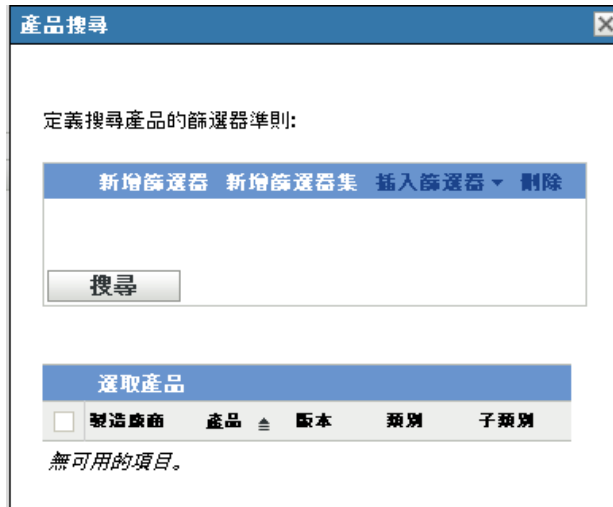 產品搜尋
定義搜尋產品的篩選器準則:
新增篩選器 新增篩選器集 插入篩選器 刪除
搜尋
選取產品
製造廠商 產品 版本 類別 子類別
無可用的項目。